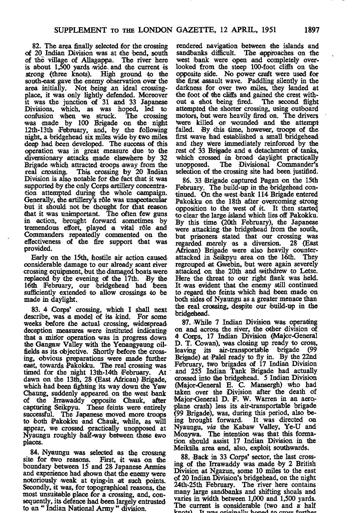 SUPPLEMENT TO THE LONDON GAZETTE, 12 APRIL, 1951 1897
82. The area finally selected for the crossing
of 20 Indian Division was at the bend, south
of the village of Allagappa. The river here
is about 1,500 yards wide and the current is
strong (three knots). High ground to the
south-east gave the enemy observation over the
area initially. Not being an ideal crossing-
place, it was only lightly defended. Moreover
it was the junction of 31 and 33 Japanese
Divisions, which, as was hoped, led to
confusion when we struck. The crossing
was made by 100 Brigade on the night
12th-13th February, and, by the following
night, a bridgehead six miles wide by two miles
deep had been developed. The success of this
operation was in great measure due to the
diversionary attacks made elsewhere by 32
Brigade which attracted troops away from the
real crossing. This crossing by 20 Indian
Division is also notable for the fact that it was
supported by the only Corps artillery concentra-
tion attempted during the whole campaign.
Generally, the artillery's rôle was unspectacular
but it should not be thought for that reason
that it was unimportant. The often few guns
in action, brought forward sometimes by
tremendous effort, played a vital rôle and
Commanders repeatedly commented on the
effectiveness of the fire support that was
provided.
Early on the 15th, hostile air action caused
considerable damage to our already scant river
crossing equipment, but the damaged boats were
replaced by the evening of the 17th. By the
16th February, our bridgehead had been
sufficiently extended to allow crossings to be
made in daylight.
83. 4 Corps' crossing, which I shall next
describe, was a model of its kind. For some
weeks before the actual crossing, widespread
deception measures were instituted indicating
that a minor operation was in progress down
the Gangaw Valley with the Yenangyaung oil-
fields as its objective. Shortly before the cross-
ing, obvious preparations were made further
east, towards Pakokku. The real crossing was
timed for the night 13th-14th February. At
dawn on the 13th, 28 (East African) Brigade,
which had been fighting its way down the Yaw
Chaung, suddenly appeared on the west bank
of the Irrawaddy opposite Chauk, after
capturing Seikpyu. These feints were entirely
successful. The Japanese moved more troops
to both Pakokku and Chauk, while, as will
appear, we crossed practically unopposed at
Nyaungu roughly half-way between these two
places.
84. Nyaungu was selected as the crossing
site for two reasons. First, it was on the
boundary between 15 and 28 Japanese Armies
and experience had shown that the enemy were
notoriously weak at tying-in at such points.
Secondly, it was, for topographical reasons, the
most unsuitable place for a crossing, and, con-
sequently, its defence had been largely entrusted
to an " Indian National Army " division.
rendered navigation between the islands and
sandbanks difficult. The approaches on the
west bank were open and completely over-
looked from the steep 100-foot cliffs on the
opposite side. No power craft were used for
the first assault wave. Paddling silently in the
darkness for over two miles, they landed at
the foot of the cliffs and gained the crest with-
out a shot being fired. The second flight
attempted the shorter crossing, using outboard
motors, but were heavily fired on. The drivers
were killed or wounded and the attempt
failed. By this time, however, troops of the
first wave had established a small bridgehead
and they were immediately reinforced by the
rest of 33 Brigade and a detachment of tanks,
which crossed in broad daylight practically
unopposed. The Divisional Commander's
selection of the crossing site had been justified.
86. 33 Brigade captured Pagan on the 15th
February. The build-up in the bridgehead con-
tinued. On the west bank 114 Brigade entered
Pakokku on the 18th after overcoming strong
opposition to the west of it. It then started
to clear the large island which lies off Pakokku.
By this time (20th February), the Japanese
were attacking the bridgehead from the south,
but prisoners stated that our crossing was
regarded merely as a diversion. 28 (East
African) Brigade were also heavily counter-
attacked in Seikpyu area on the 16th. They
regrouped at Gwebin, but were again severely
attacked on the 20th and withdrew to Letse.
Here the threat to our right flank was held.
It was evident that the enemy still continued
to regard the feints which had been made on
both sides of Nyaungu as a greater menace than
the real crossing, despite our build-up in the
bridgehead.
87. While 7 Indian Division was operating
on and across the river, the other division of
4 Corps, 17 Indian Division (Major-General
D. T. Cowan), was closing up ready to cross,
leaving its air-transportable brigade (99
Brigade) at Palel ready to fly in. By the 22nd
February, two brigades of 17 Indian Division
and 255 Indian Tank Brigade had actually
crossed into the bridgehead. 5 Indian Division
(Major-General E. C. Mansergh) who had
taken over the Division after the death of
Major-General D. F. W. Warren in an aero-
plane crash) less its air-transportable brigade
(99 Brigade), was, during this period, also be-
ing brought forward. It was directed on
Nyaungu, via the Kabaw Valley, Ye-U and
Monywa. The intention was that this forma-
tion should assist 17 Indian Division in the
Meiktila area and, also, exploit southwards.
88. Back in 33 Corps' sector, the last cross-
ing of the Irrawaddy was made by 2 British
Division at Ngazun, some 10 miles to the east
of 20 Indian Division's bridgehead, on the night
24th-25th February. The river here contains
many large sandbanks and shifting shoals and
varies in width between 1,000 and 1,500 yards.
The current is considerable (two and a half